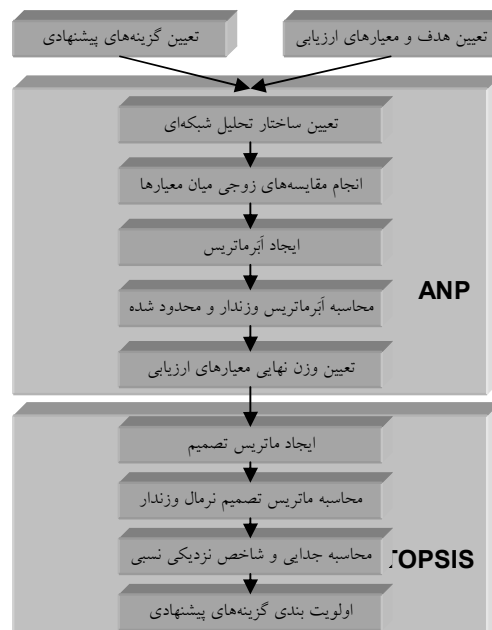 تعیین هدف و معیارهای ارزیابی
تعیین گزینه‌های پیشنهادی
تعیین ساختار تحلیل شبکه‌ای
انجام مقایسه‌های زوجی میان معیارها
ایجاد اَبَرماتریس
ANP
محاسبه اَبَرماتریس وزندار و محدود شده
تعیین وزن نهایی معیارهای ارزیابی
ایجاد ماتریس تصمیم
محاسبه ماتریس تصمیم نرمال وزندار
محاسبه جدایی و شاخص نزدیکی نسبی
TOPSIS
اولویت بندی گزینه‌های پیشنهادی